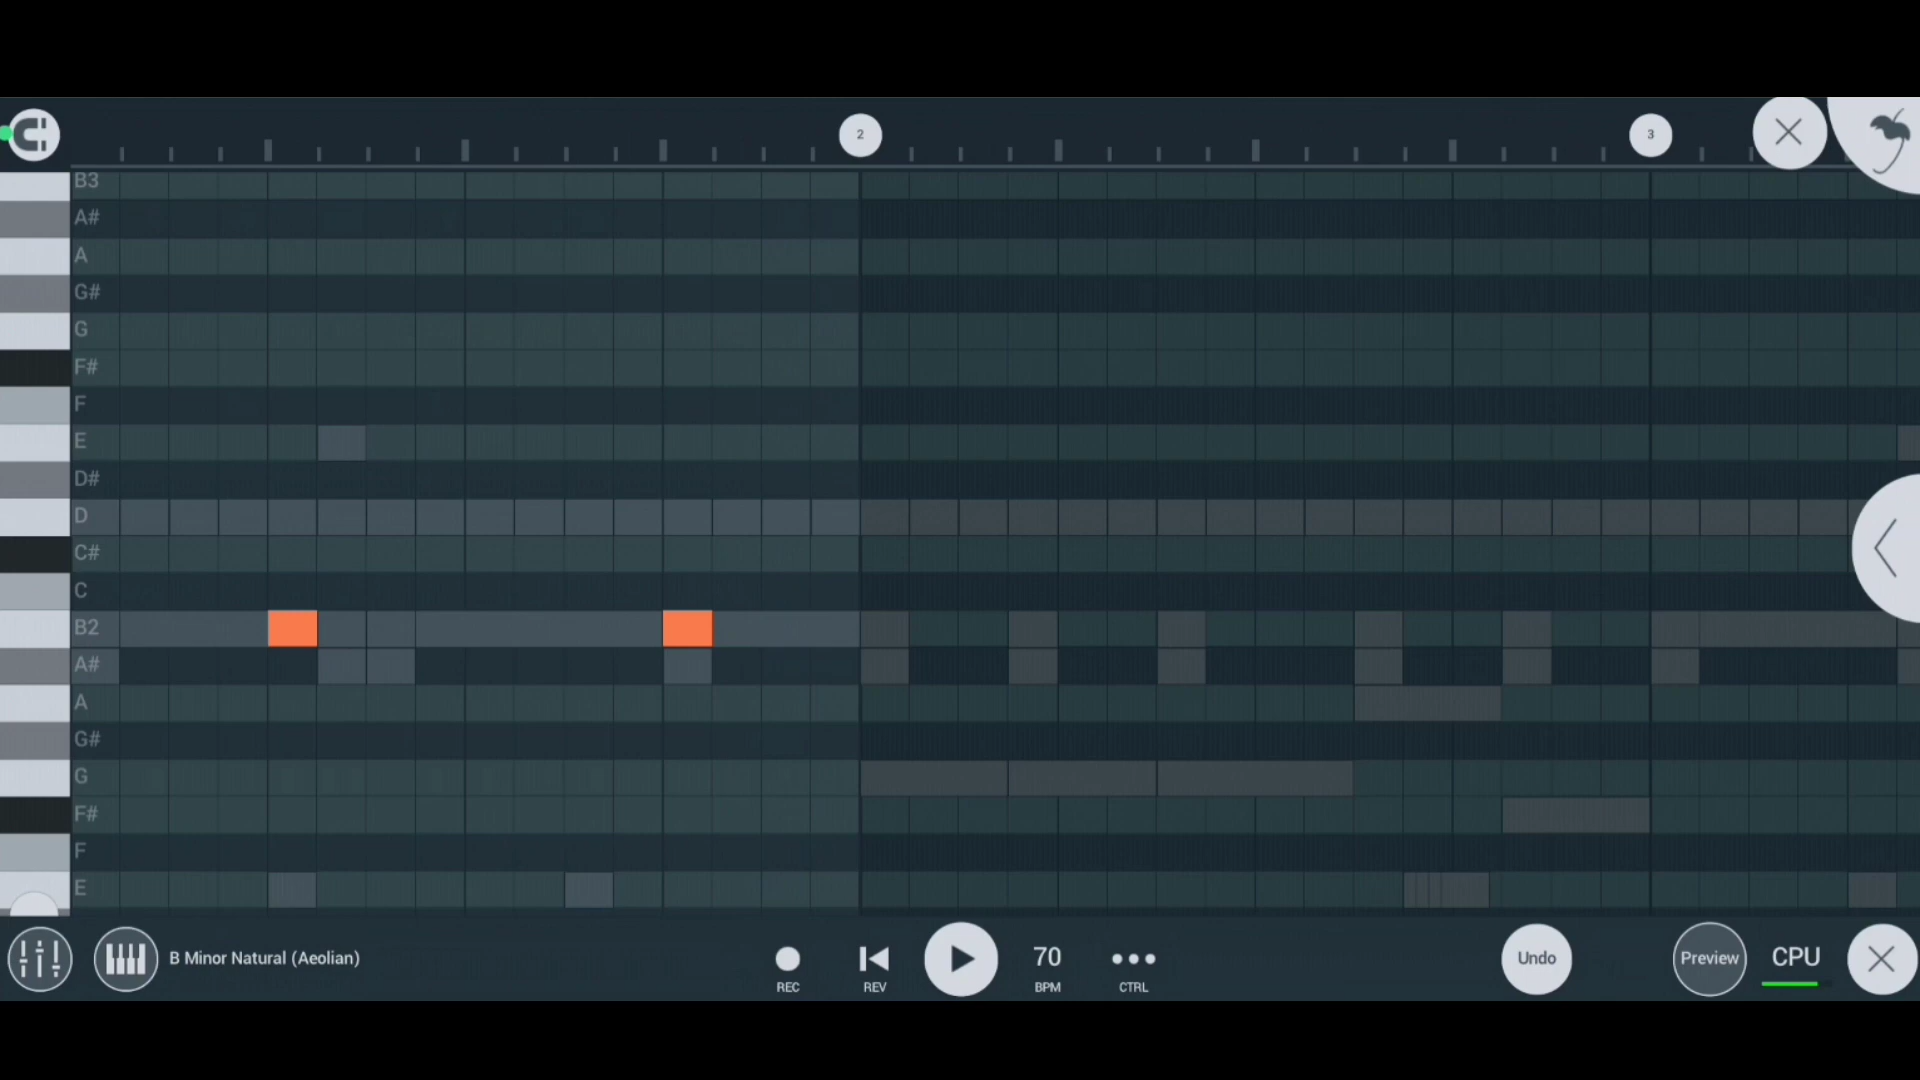 2
3
B3
A#
A
G#
G
F#
F
E
D#
D
C#
C
B2
A#
A
G#
G
F#
F
E
B Minor Natural (Aeolian)
REC
REV
70
BPM
CTRL
Undo
Preview
CPU